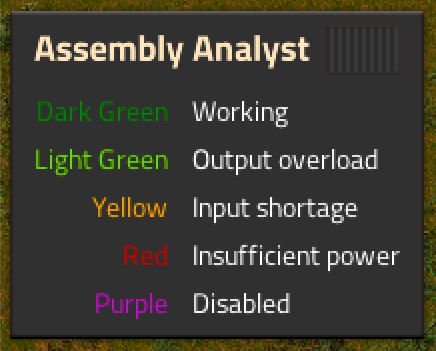 Assembly Analyst
Dark Green Working
Light Green Output overload
Yellow Input shortage
Red Insufficient power
Purple Disabled